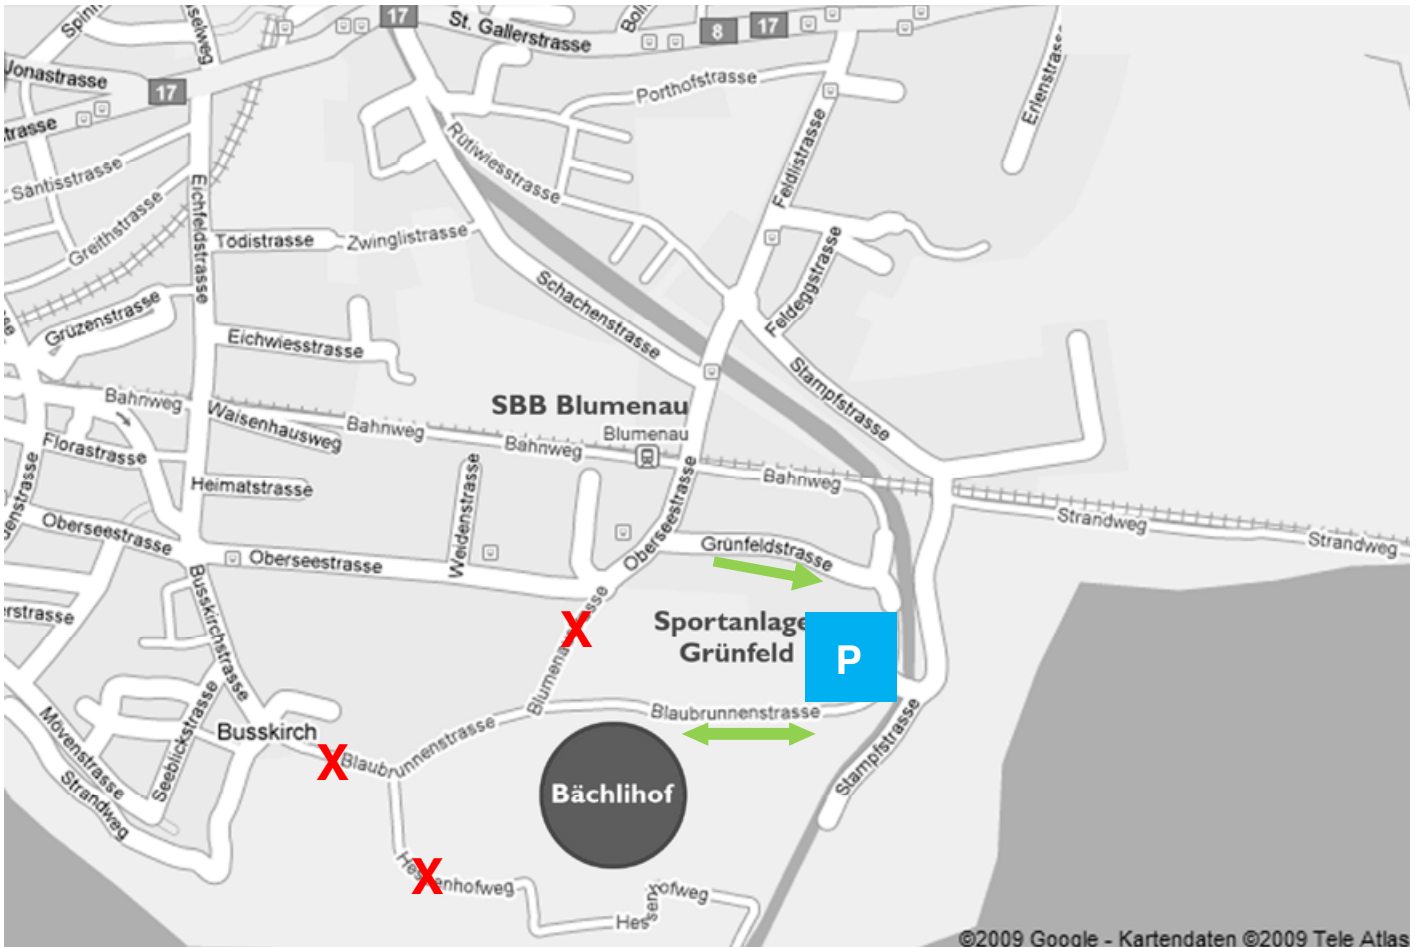 17
St. Gallerstrasse
8
17
Jonastrasse
17
Porthofstrasse
Erlenstrasse
Säntisstrasse
Rütiwiesstrasse
Feldlistrasse
Greithstrasse
Eichfeldstrasse
Tödistrasse
Zwinglistrasse
Feldeggstrasse
Grüzenstrasse
Schachenstrasse
Eichwiesstrasse
Stampfstrasse
SBB Blumenau
Blumenau
Bahnweg
Waisenhausweg
Bahnweg
Bahnweg
Bahnweg
Florastrasse
Heimatstrasse
Weidenstrasse
Oberseestrasse
Strandweg
Strandweg
Oberseestrasse
Oberseestrasse
Grünfeldstrasse
Busskirchstrasse
X
Sportanlage
Grünfeld
P
Blaubrunnenstrasse
Mövenstrasse
Seeblickstrasse
Busskirch
X
Blaubrunnenstrasse
Stampfstrasse
Strandweg
Bächlihof
X
©2009 Google - Kartendaten ©2009 Tele Atlas